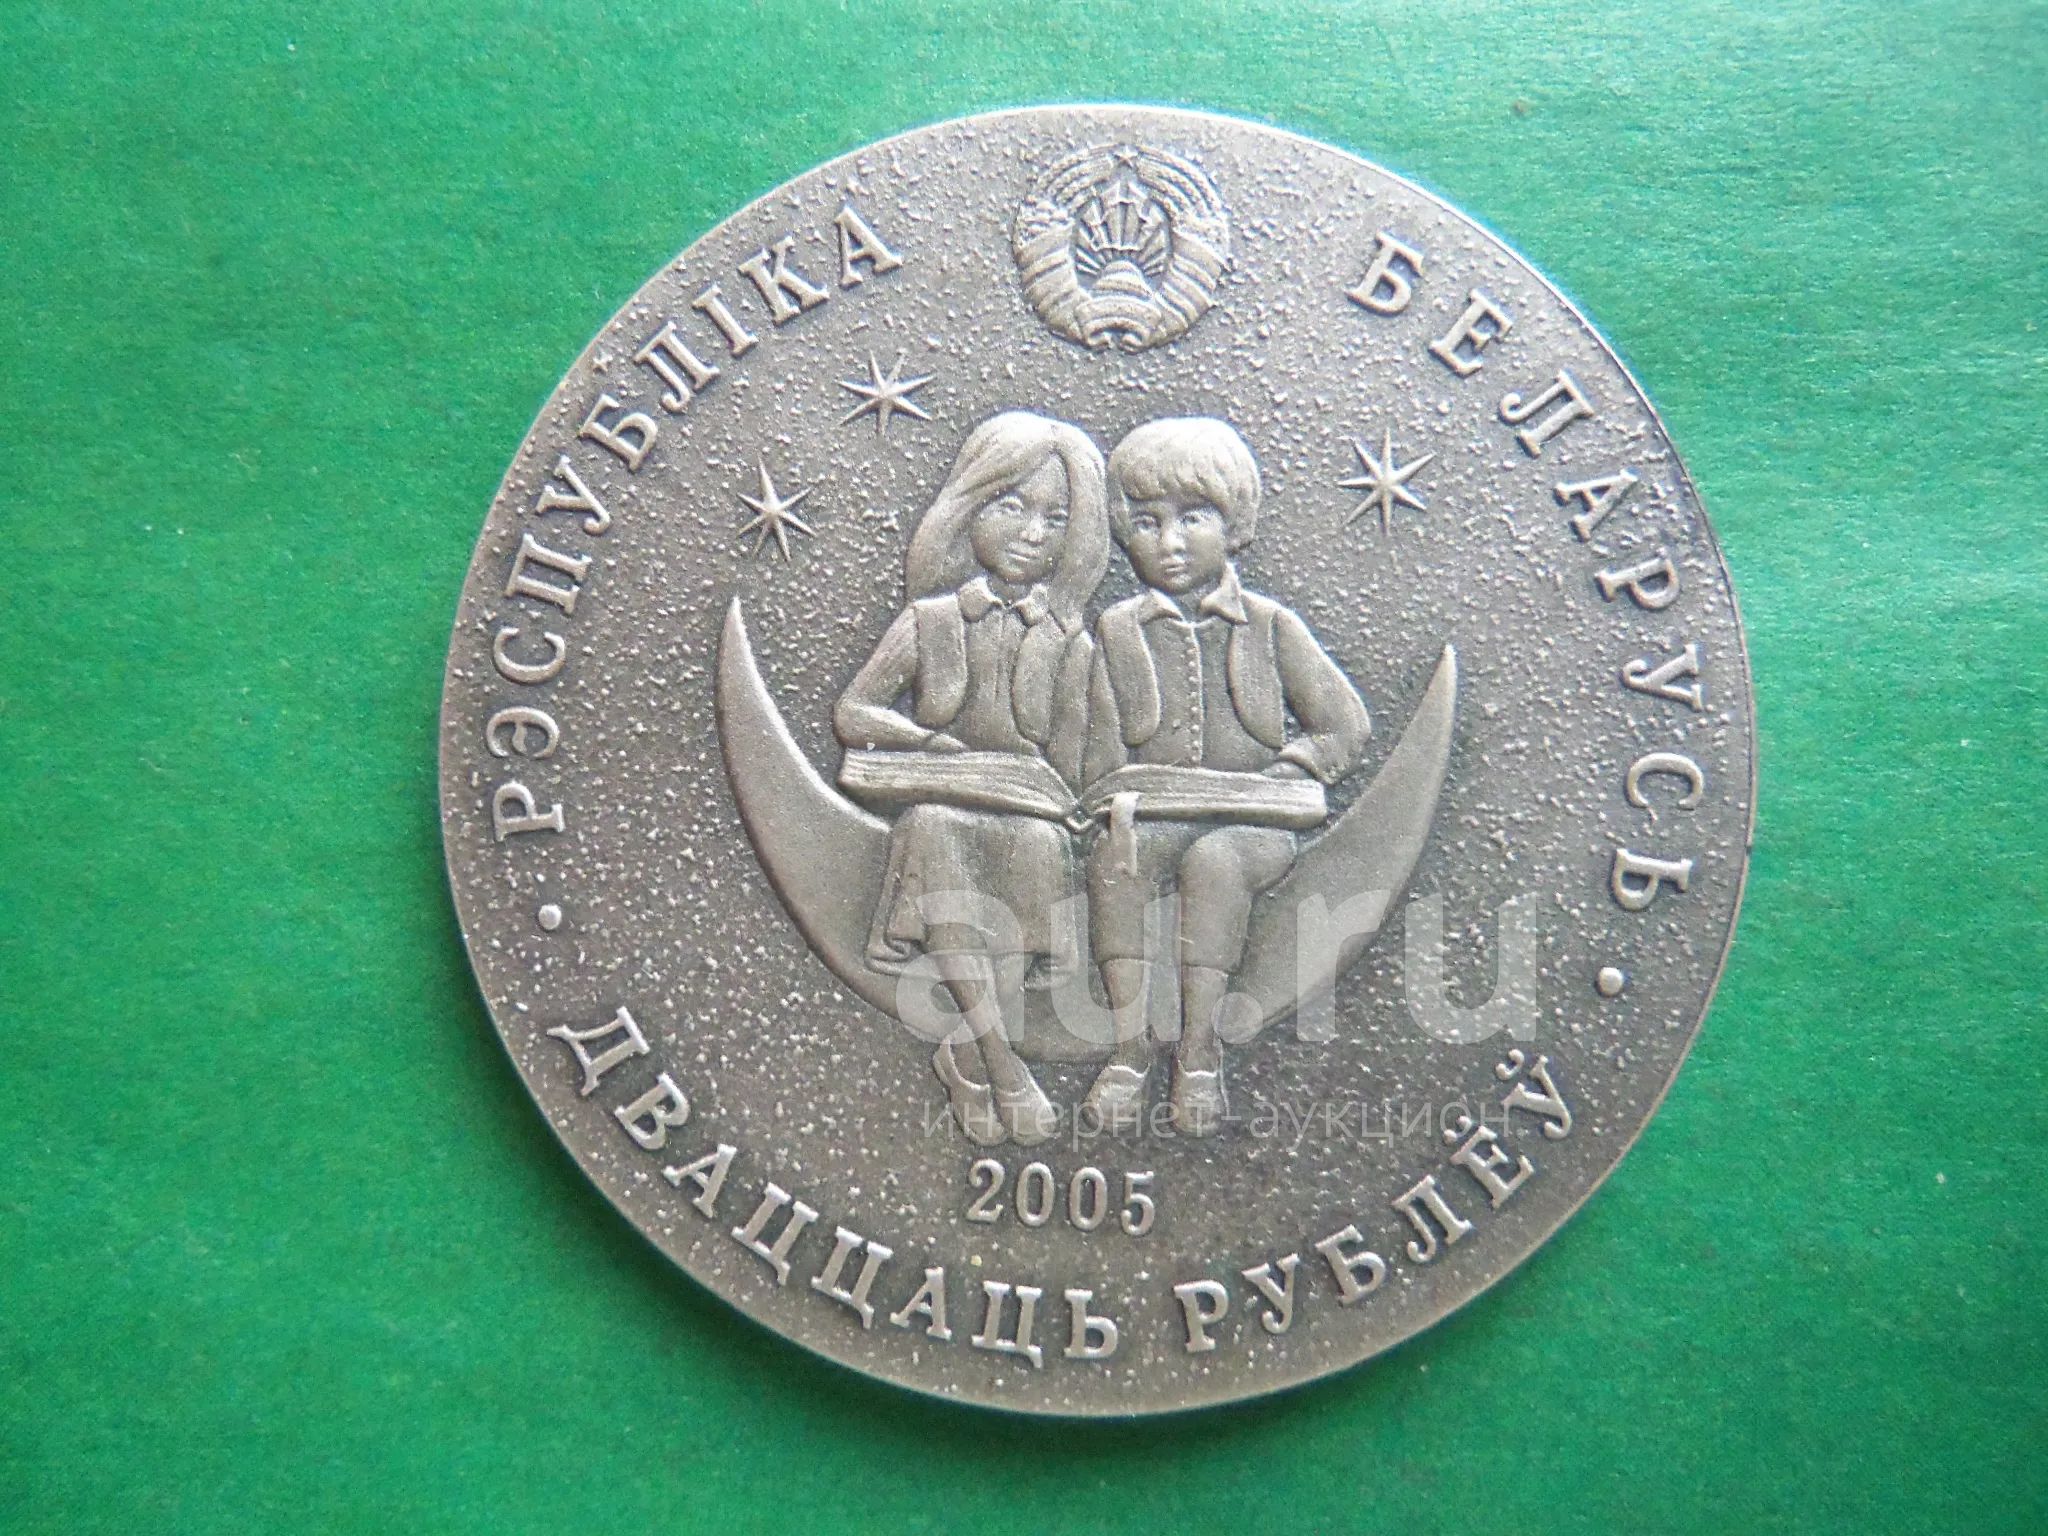 РЭСПУБЛІКА БЕЛАРУСЬ
2005
ДВАЦЦАЦЬ РУБЛЁЎ
au.ru
интернет-аукцион